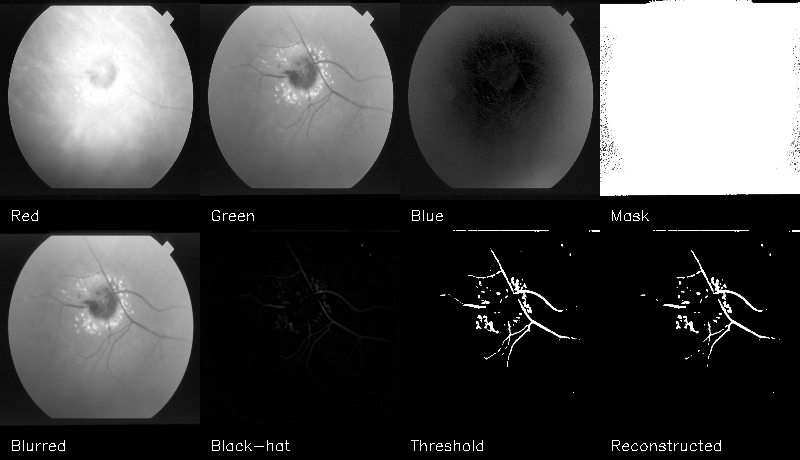 Red
Green
Blue
Mask
Blurred
Black-hat
Threshold
Reconstructed